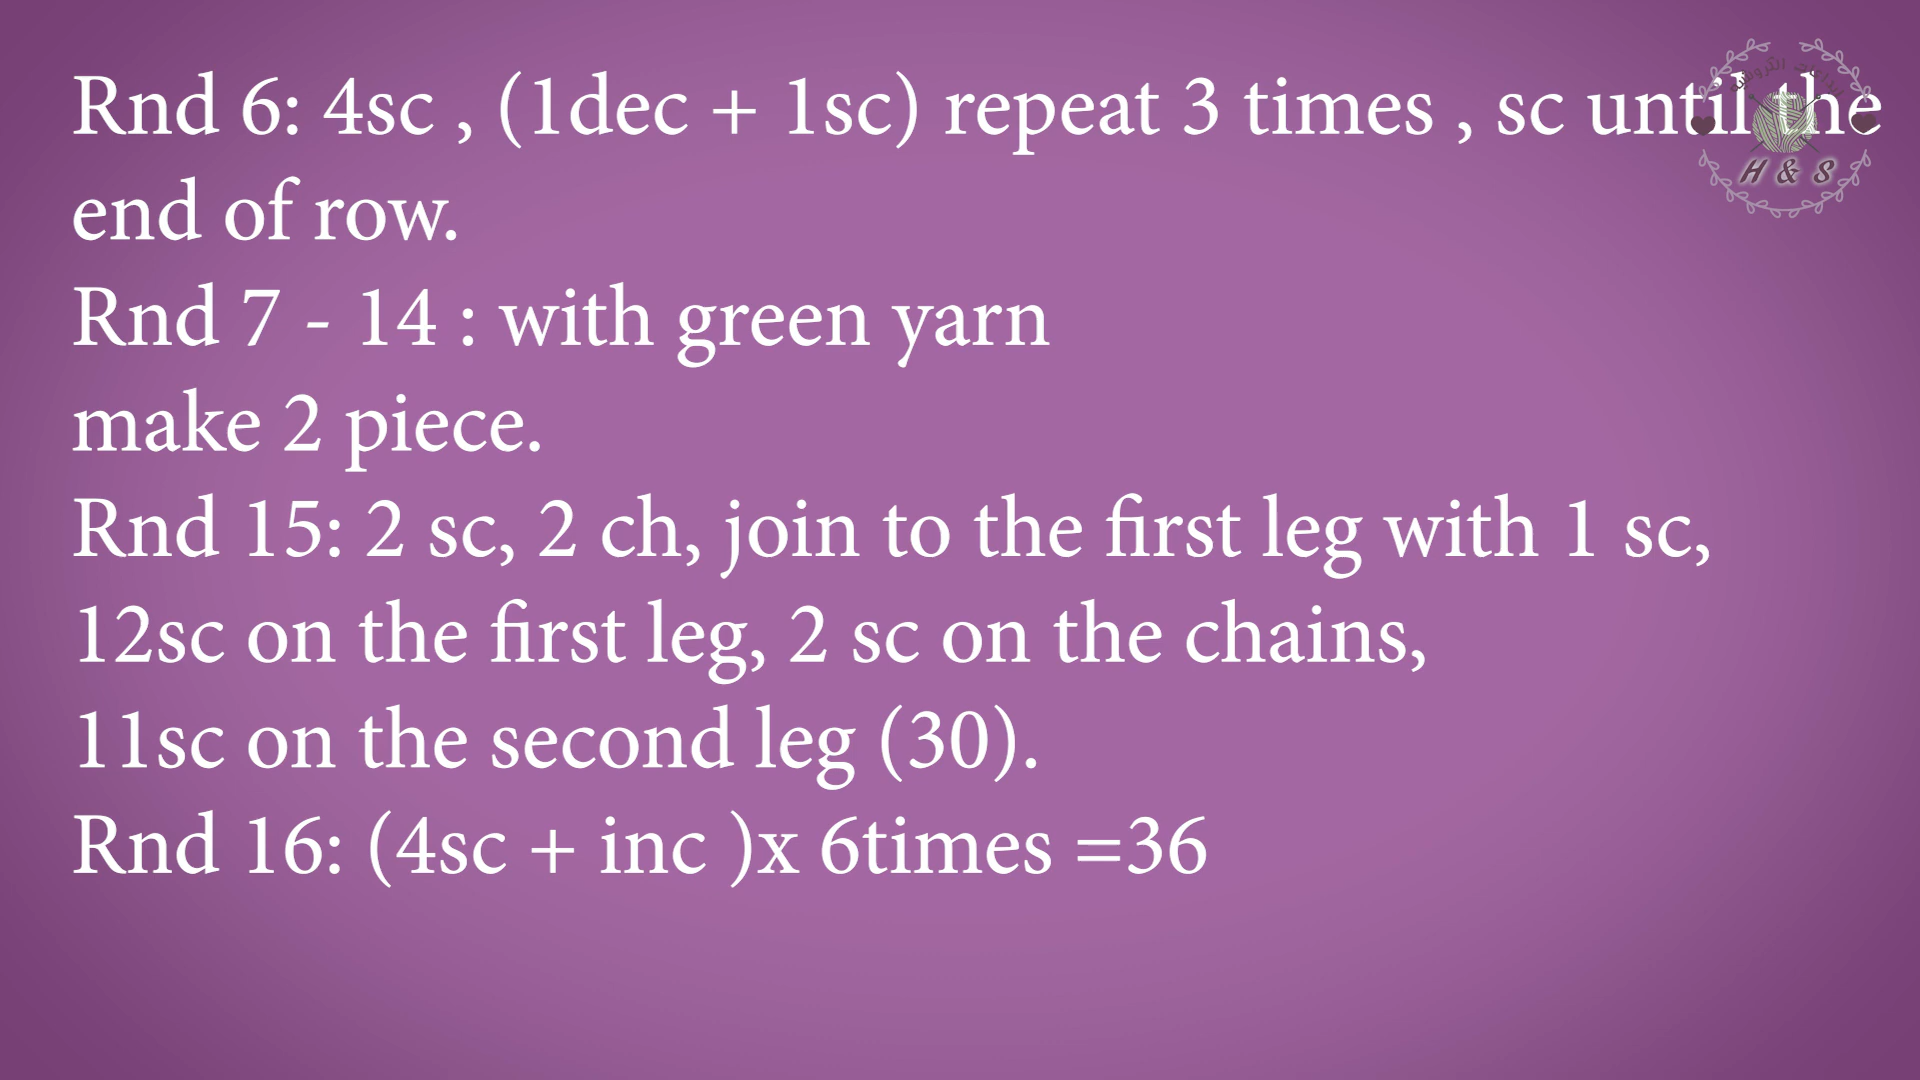 Rnd 6: 4sc , (1dec + 1sc) repeat 3 times , sc until the
end of row.
Rnd 7 - 14 : with green yarn
make 2 piece.
Rnd 15: 2 sc, 2 ch, join to the first leg with 1 sc,
12sc on the first leg, 2 sc on the chains,
11sc on the second leg (30).
Rnd 16: (4sc + inc )x 6times =36
H & S